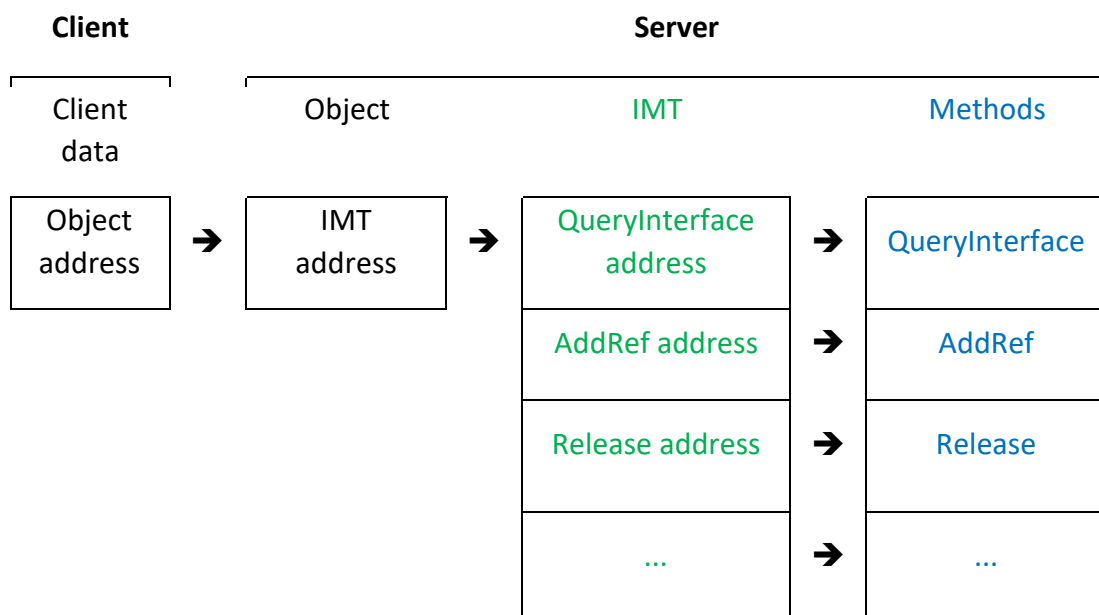 Client Server
Client Object IMT Methods
data
Object IMT QueryInterface
address ➔ address ➔ address ➔ QueryInterface
AddRef address ➔ AddRef
Release address ➔ Release
... ➔ ...